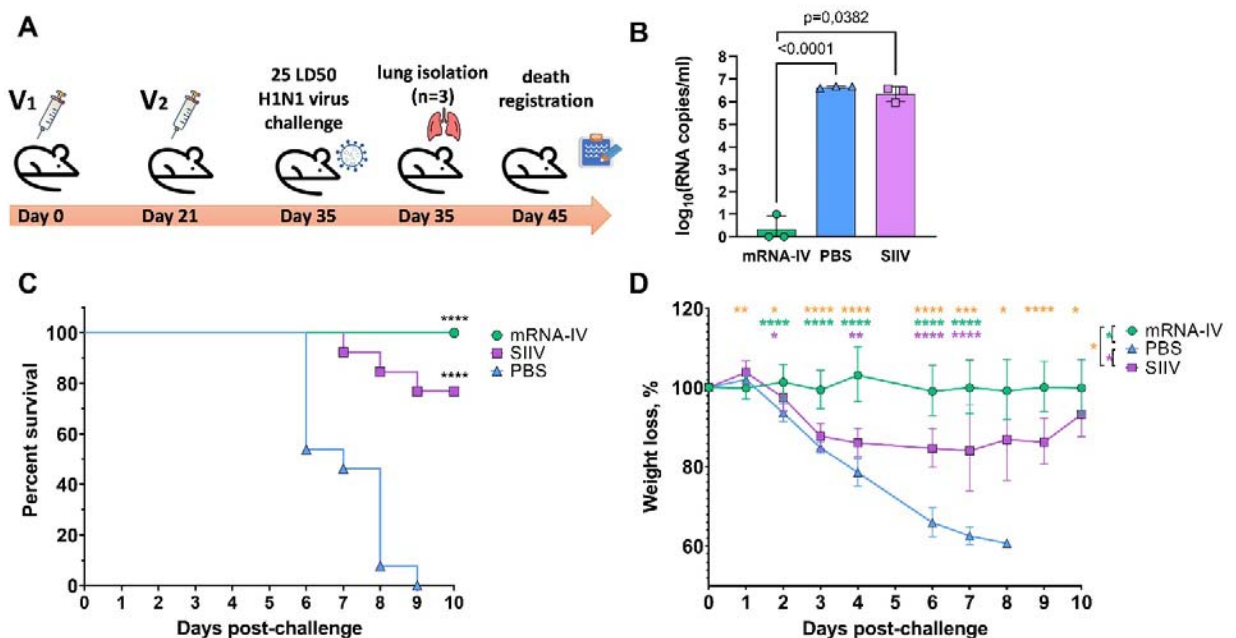 A
V1
V2
25 LD50
H1N1 virus
challenge
lung isolation
(n=3)
death
registration
Day 0
Day 21
Day 35
Day 35
Day 45
B
p=0,0382
<0.0001
log10(RNA copies/ml)
8
7
6
5
4
3
2
1
0
mRNA-IV
PBS
SIIV
C
Percent survival
100
80
60
40
20
0
0 1 2 3 4 5 6 7 8 9 10
Days post-challenge
****
****
mRNA-IV
SIIV
PBS
D
Weight loss, %
120
100
80
60
** * **** **** **** *** * **** *
**** **** **** **** ****
* ** **** ****
0 1 2 3 4 5 6 7 8 9 10
Days post-challenge
* * mRNA-IV
PBS
* SIIV